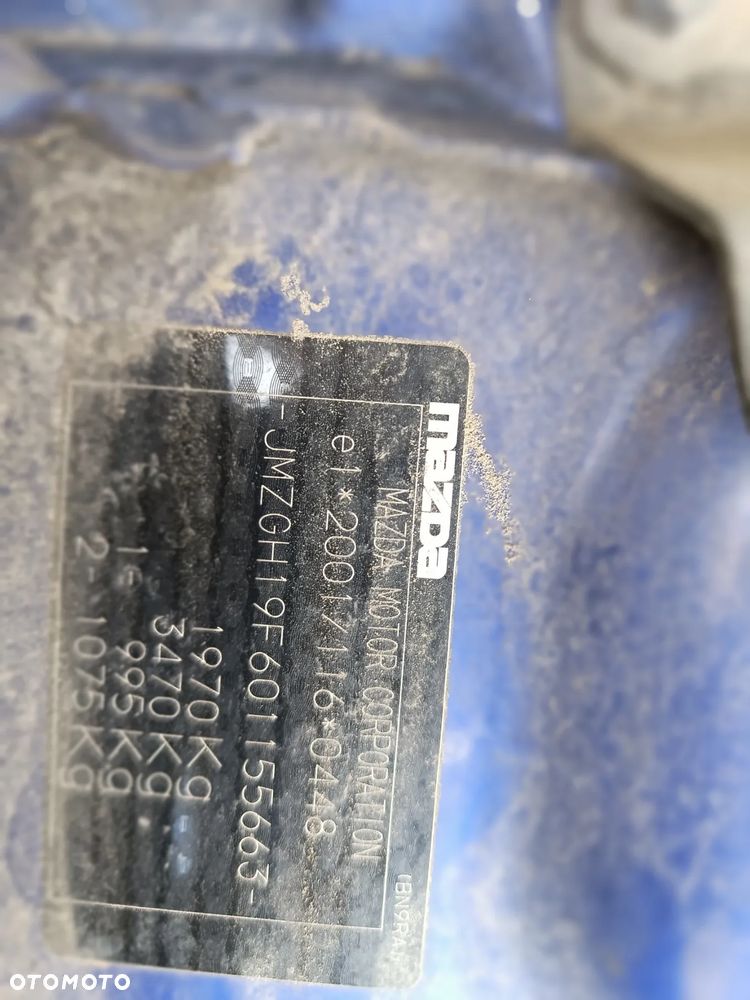 mazda
MAZDA MOTOR CORPORATION
e1*2001/116*0448
-JMZGH19F601155663-
1970Kg
3470Kg
1- 995Kg
2- 1075Kg
OTOMOTO